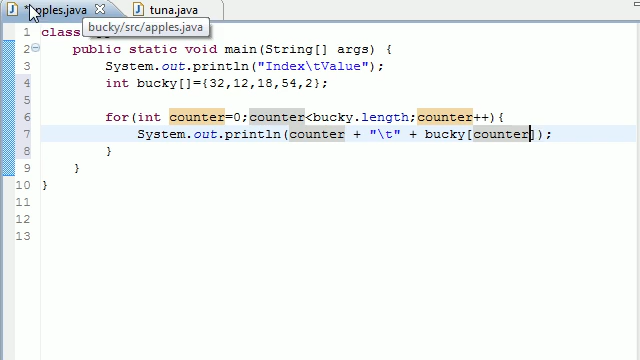 *apples.java tuna.java
bucky/src/apples.java
1 class
2 public static void main(String[] args) {
3 System.out.println("Index\tValue");
4 int bucky[]={32,12,18,54,2};
5
6 for(int counter=0;counter<bucky.length;counter++){
7 System.out.println(counter + "\t" + bucky[counter]);
8 }
9 }
10 }
11
12
13